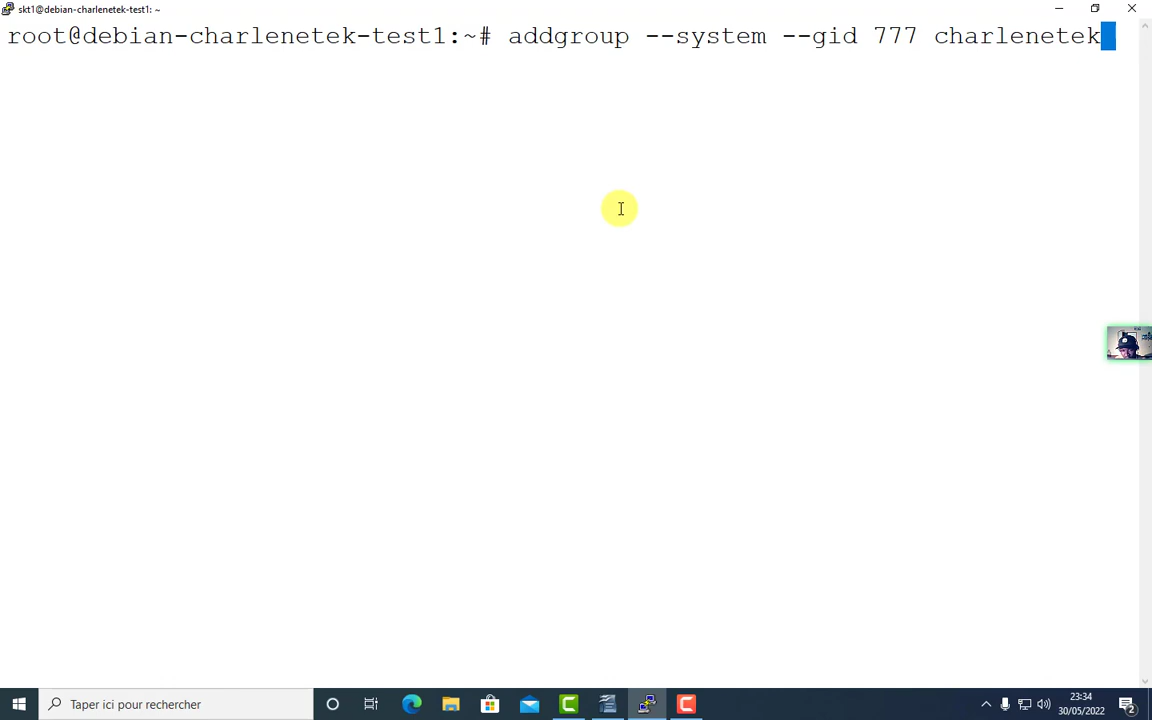 skt1@debian-charlenetek-test1: ~
root@debian-charlenetek-test1:~# addgroup --system --gid 777 charlenetek
Taper ici pour rechercher
23:34
30/05/2022
2